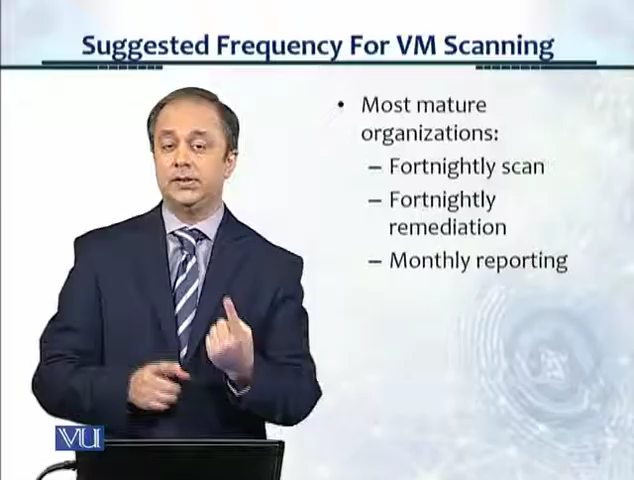 Suggested Frequency For VM Scanning
• Most mature
organizations:
– Fortnightly scan
– Fortnightly
remediation
– Monthly reporting
VU